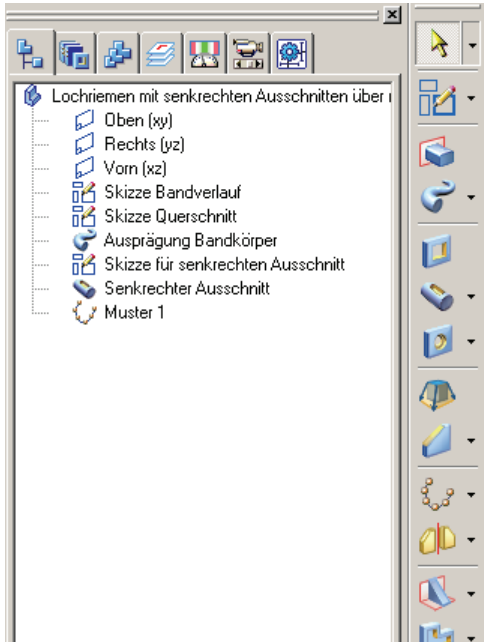 Lochriemen mit senkrechten Ausschnitten über
Oben (xy)
Rechts (yz)
Vorn (xz)
Skizze Bandverlauf
Skizze Querschnitt
Ausprägung Bandkörper
Skizze für senkrechten Ausschnitt
Senkrechter Ausschnitt
Muster 1